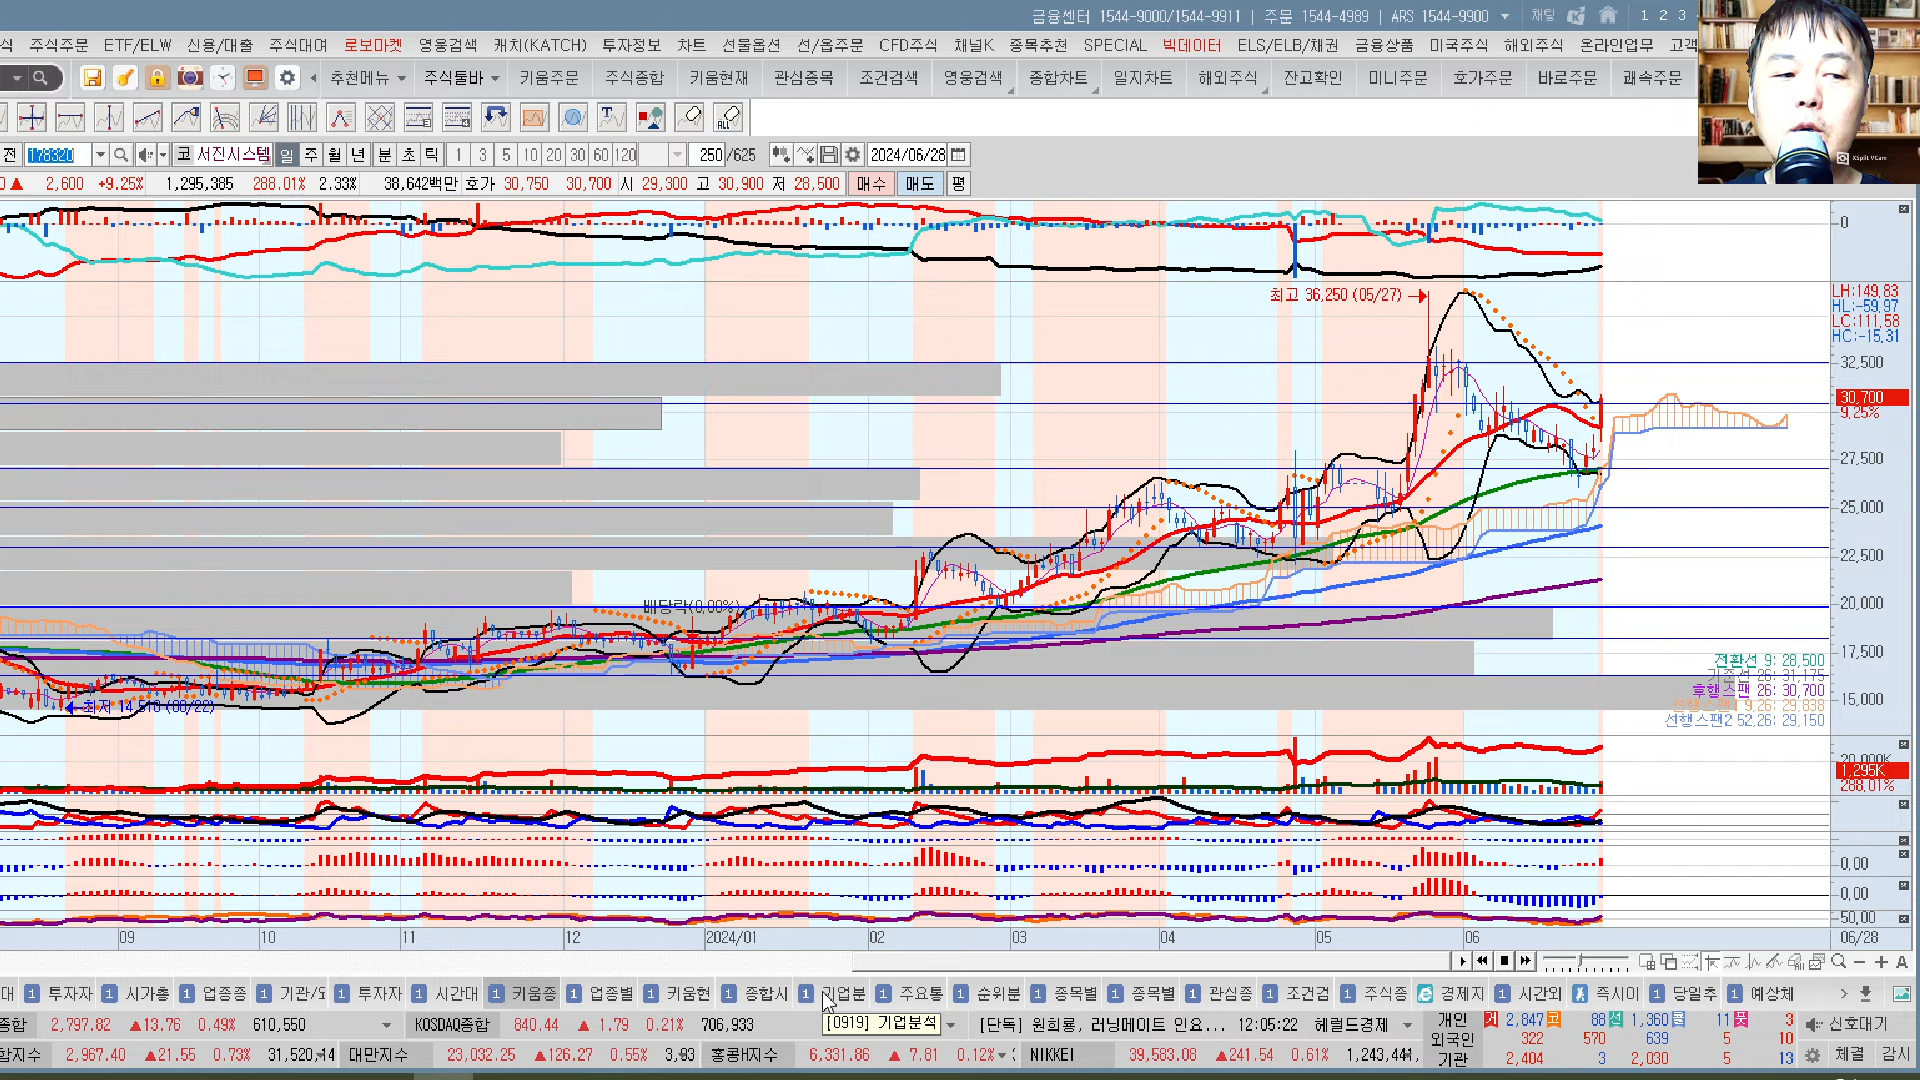 금융센터 1544-9000/1544-9911 | 주문 1544-4989 | ARS 1544-9900 채팅 1 2 3
식 주식주문 ETF/ELW 신용/대출 주식대여 로보마켓 영웅검색 캐치(KATCH) 투자정보 차트 선물옵션 선/옵주문 CFD주식 채널K 종목추천 SPECIAL 빅데이터 ELS/ELB/채권 금융상품 미국주식 해외주식 온라인업무 고객
추천메뉴 주식툴바 키움주문 주식종합 키움현재 관심종목 조건검색 영웅검색 종합차트 일지차트 해외주식 잔고확인 미니주문 호가주문 바로주문 쾌속주문
전 178320 코 서진시스템 일 주 월 년 분 초 틱 1 3 5 10 20 30 60 120 250 /625 2024/06/28
0 ▲ 2,600 +9.25% 1,295,385 288.01% 2.33% 38,642백만 호가 30,750 30,700 시 29,300 고 30,900 저 28,500 매수 매도 평
XSplit VCam
0
최고 36,250 (05/27)
LH:149.83
HL:-59.97
LC:111.58
HC:-15.31
32,500
30,700
9.25%
27,500
25,000
22,500
배당락(0.00%)
20,000
17,500
전환선 9: 28,500
기준선 26: 31,175
후행스팬 26: 30,700
선행스팬1 9,26: 29,838
선행스팬2 52,26: 29,150
15,000
20,000K
1,295K
288.01%
0.00
0.00
50.00
09 10 11 12 2024/01 02 03 04 05 06 06/28
대 1 투자자 1 시가총 1 업종종 1 기관/오 1 투자자 1 시간대 1 키움종 1 업종별 1 키움현 1 종합시 1 기업분 1 주요통 1 순위분 1 종목별 1 종목별 1 관심종 1 조건검 1 주식종 경제지 1 시간외 즉시이 1 당일추 1 예상체
종합 2,797.82 ▲13.76 0.49% 610,550 KOSDAQ종합 840.44 ▲ 1.79 0.21% 706,933 [0919] 기업분석 [단독] 원희룡, 러닝메이트 인요... 12:05:22 헤럴드경제 개인 거 2,847 코 88 선 1,360 콜 11 풋 3 신호대기
외국인 322 570 639 5 10
합지수 2,967.40 ▲21.55 0.73% 대만지수 23,032.25 ▲126.27 0.55% 홍콩H지수 6,331.86 ▲ 7.81 0.12% NIKKEI 39,583.08 ▲241.54 0.61% 기관 2,404 3 2,030 5 13 체결 감시